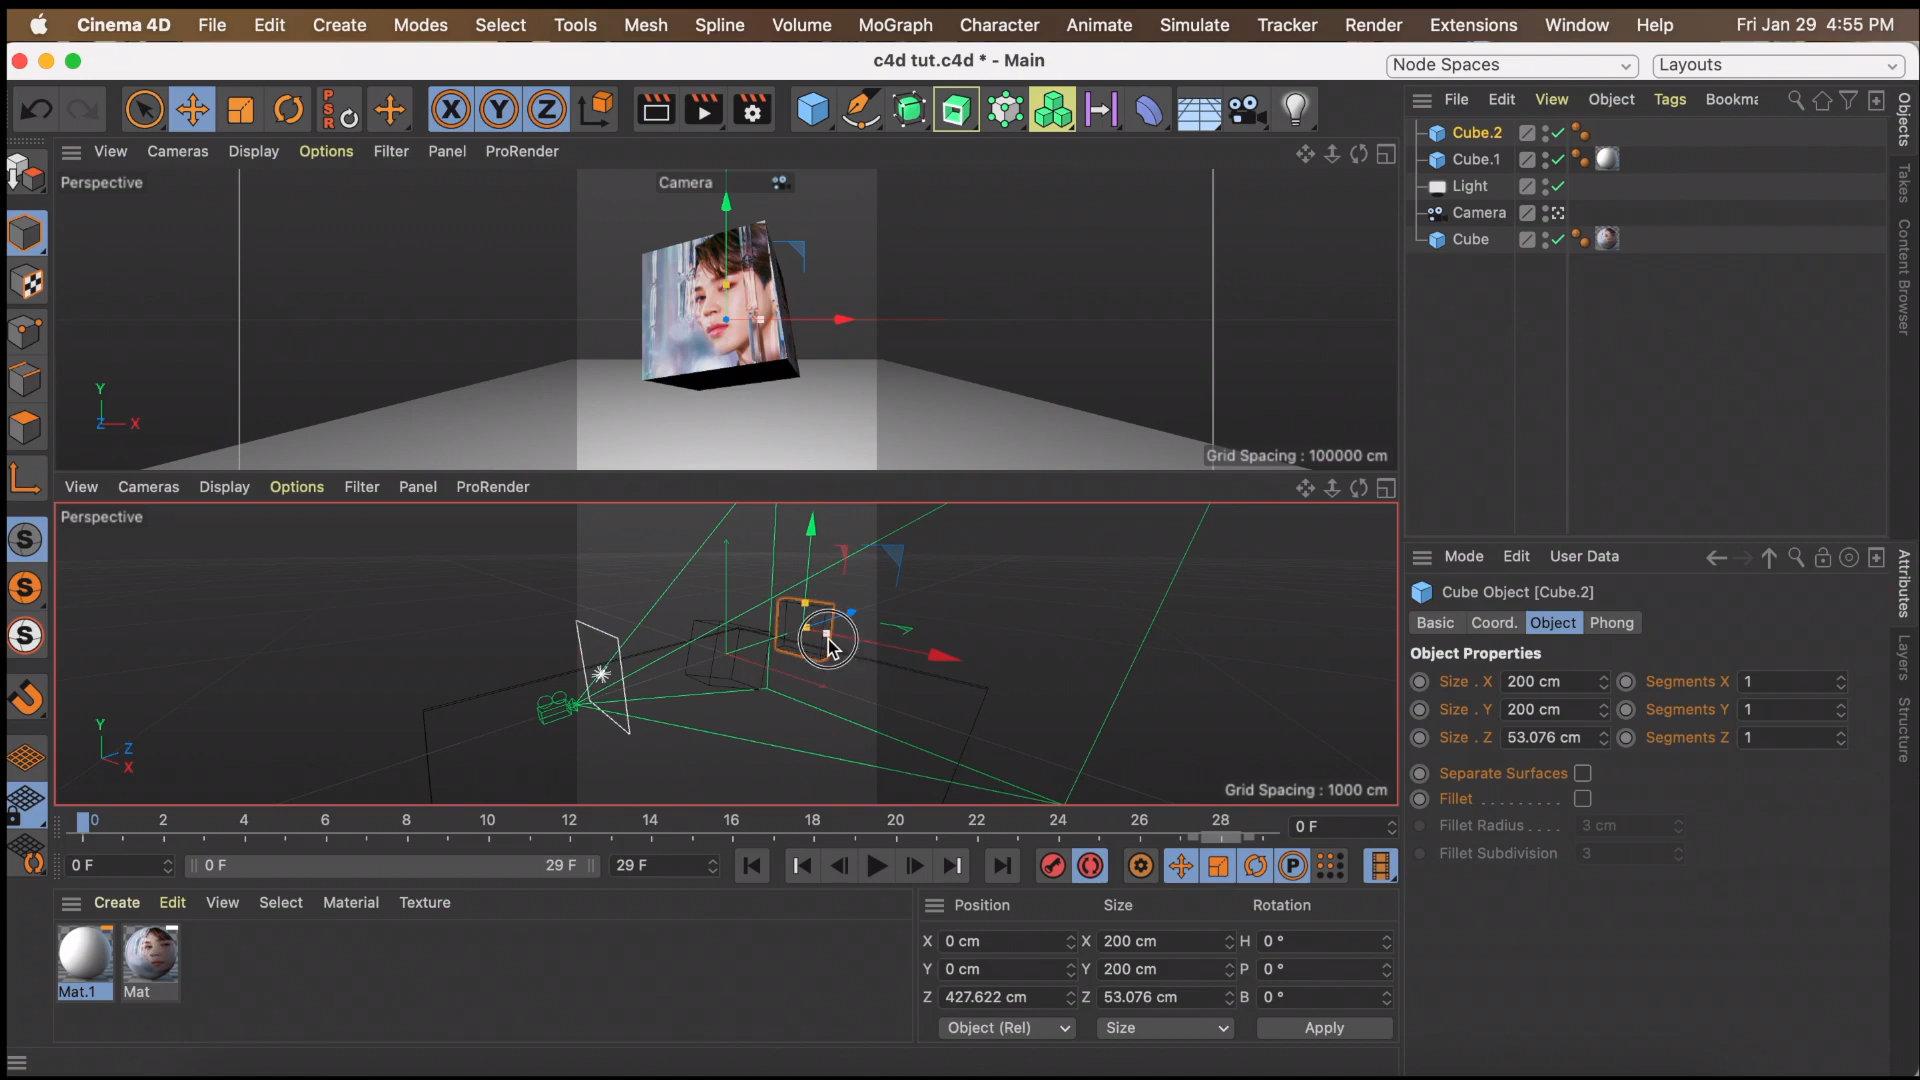 Cinema 4D File Edit Create Modes Select Tools Mesh Spline Volume MoGraph Character Animate Simulate Tracker Render Extensions Window Help Fri Jan 29 4:55 PM
c4d tut.c4d * - Main
Node Spaces Layouts
X Y Z
P
S
R
File Edit View Object Tags Bookma
Cube.2
Cube.1
Light
Camera
Cube
Objects
Takes
Content Browser
View Cameras Display Options Filter Panel ProRender
Perspective
Camera
Y
Z X
Grid Spacing : 100000 cm
View Cameras Display Options Filter Panel ProRender
Perspective
Y
Z
X
Grid Spacing : 1000 cm
S
S
S
Mode Edit User Data
Cube Object [Cube.2]
Basic Coord. Object Phong
Object Properties
Size . X 200 cm Segments X 1
Size . Y 200 cm Segments Y 1
Size . Z 53.076 cm Segments Z 1
Separate Surfaces
Fillet . . . . . . . . .
Fillet Radius . . . . 3 cm
Fillet Subdivision 3
Attributes
Layers
Structure
0 2 4 6 8 10 12 14 16 18 20 22 24 26 28 0 F
0 F 0 F 29 F 29 F
P
Create Edit View Select Material Texture
Mat.1 Mat
Position Size Rotation
X 0 cm X 200 cm H 0 °
Y 0 cm Y 200 cm P 0 °
Z 427.622 cm Z 53.076 cm B 0 °
Object (Rel) Size Apply